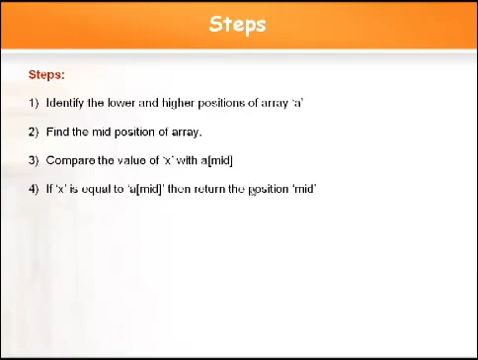 Steps
Steps:
1) Identify the lower and higher positions of array ‘a’
2) Find the mid position of array.
3) Compare the value of ‘x’ with a[mid]
4) If ‘x’ is equal to ‘a[mid]’ then return the position ‘mid’